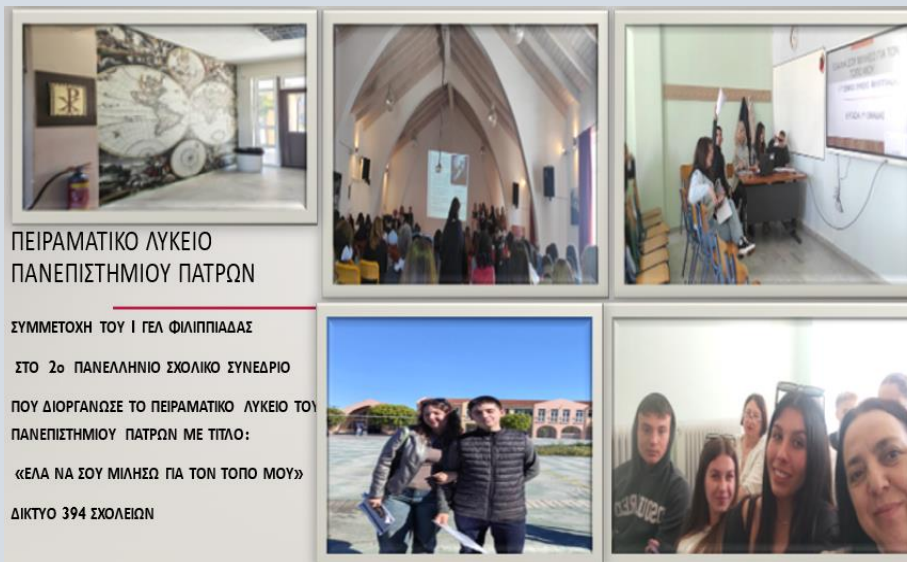 ΠΕΙΡΑΜΑΤΙΚΟ ΛΥΚΕΙΟ
ΠΑΝΕΠΙΣΤΗΜΙΟΥ ΠΑΤΡΩΝ
ΣΥΜΜΕΤΟΧΗ ΤΟΥ Ι ΓΕΛ ΦΙΛΙΠΠΙΑΔΑΣ
ΣΤΟ 2ο ΠΑΝΕΛΛΗΝΙΟ ΣΧΟΛΙΚΟ ΣΥΝΕΔΡΙΟ
ΠΟΥ ΔΙΟΡΓΑΝΩΣΕ ΤΟ ΠΕΙΡΑΜΑΤΙΚΟ ΛΥΚΕΙΟ ΤΟΥ
ΠΑΝΕΠΙΣΤΗΜΙΟΥ ΠΑΤΡΩΝ ΜΕ ΤΙΤΛΟ:
«ΕΛΑ ΝΑ ΣΟΥ ΜΙΛΗΣΩ ΓΙΑ ΤΟΝ ΤΟΠΟ ΜΟΥ»
ΔΙΚΤΥΟ 394 ΣΧΟΛΕΙΩΝ